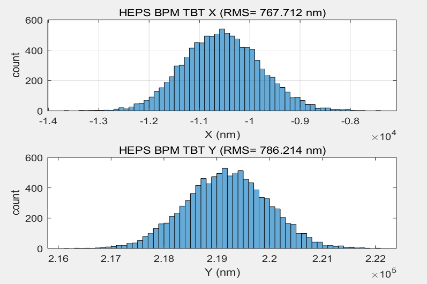 HEPS BPM TBT X (RMS= 767.712 nm)
600
400
200
0
count
-1.4 -1.3 -1.2 -1.1 -1 -0.9 -0.8
X (nm)
×10⁴
HEPS BPM TBT Y (RMS= 786.214 nm)
600
400
200
0
count
2.16 2.17 2.18 2.19 2.2 2.21 2.22
Y (nm)
×10⁵